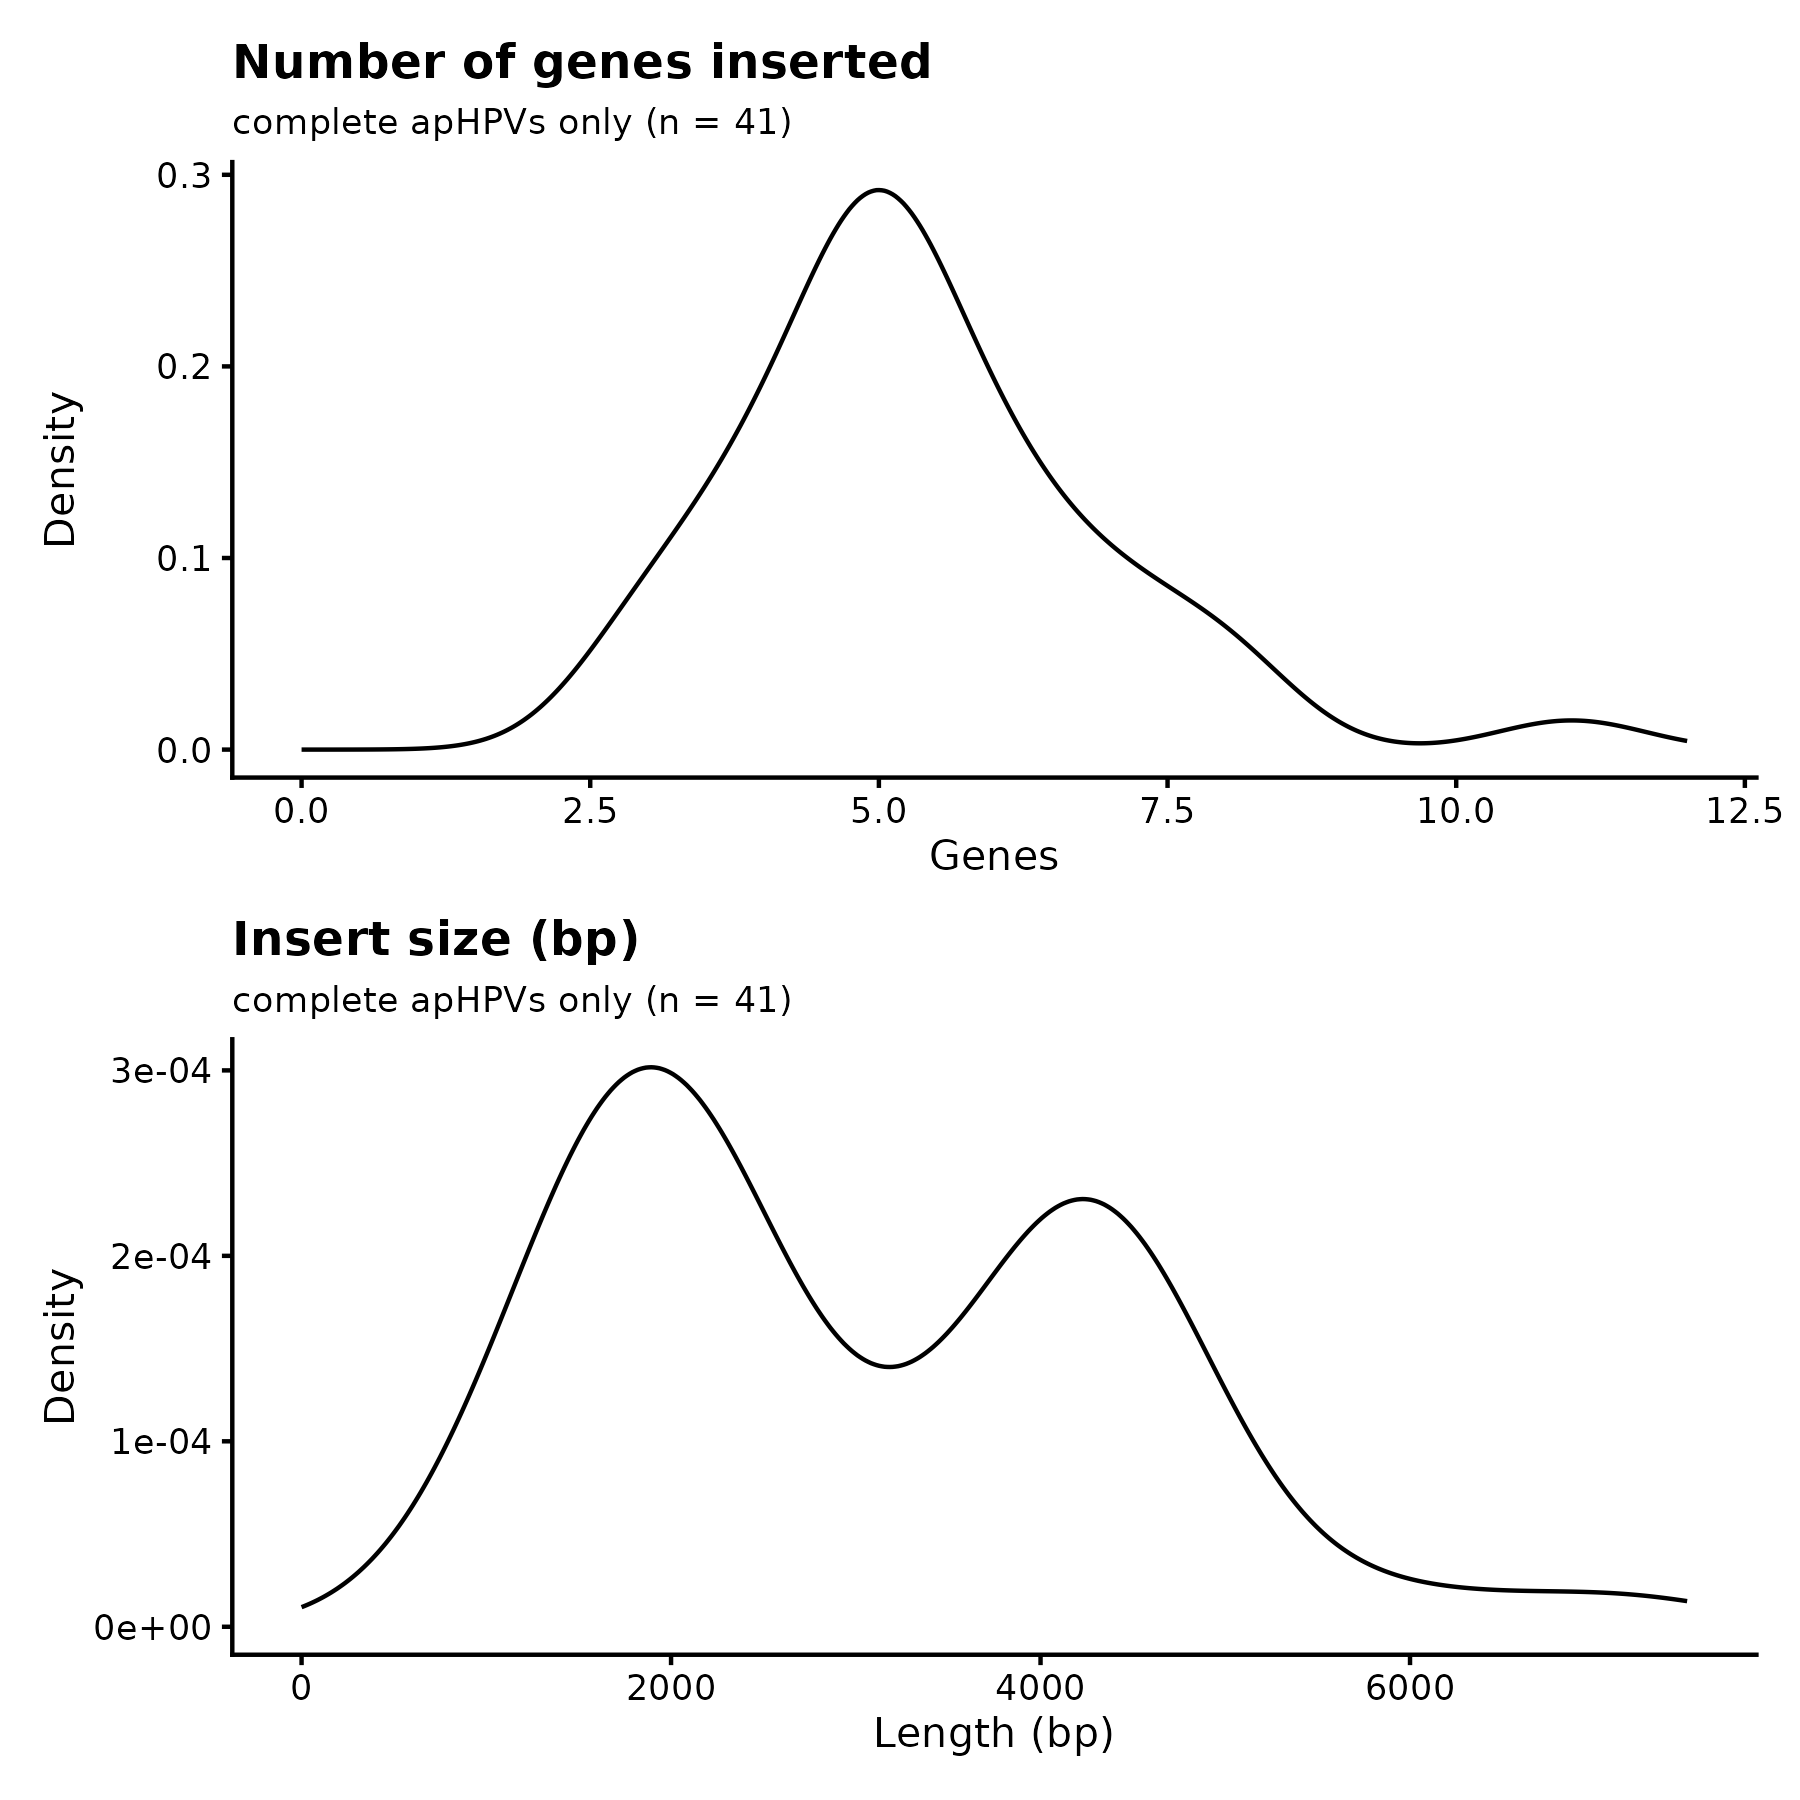 Number of genes inserted
complete apHPVs only (n = 41)
0.3
0.2
0.1
0.0
Density
0.0 2.5 5.0 7.5 10.0 12.5
Genes
Insert size (bp)
complete apHPVs only (n = 41)
3e-04
2e-04
1e-04
0e+00
Density
0 2000 4000 6000
Length (bp)